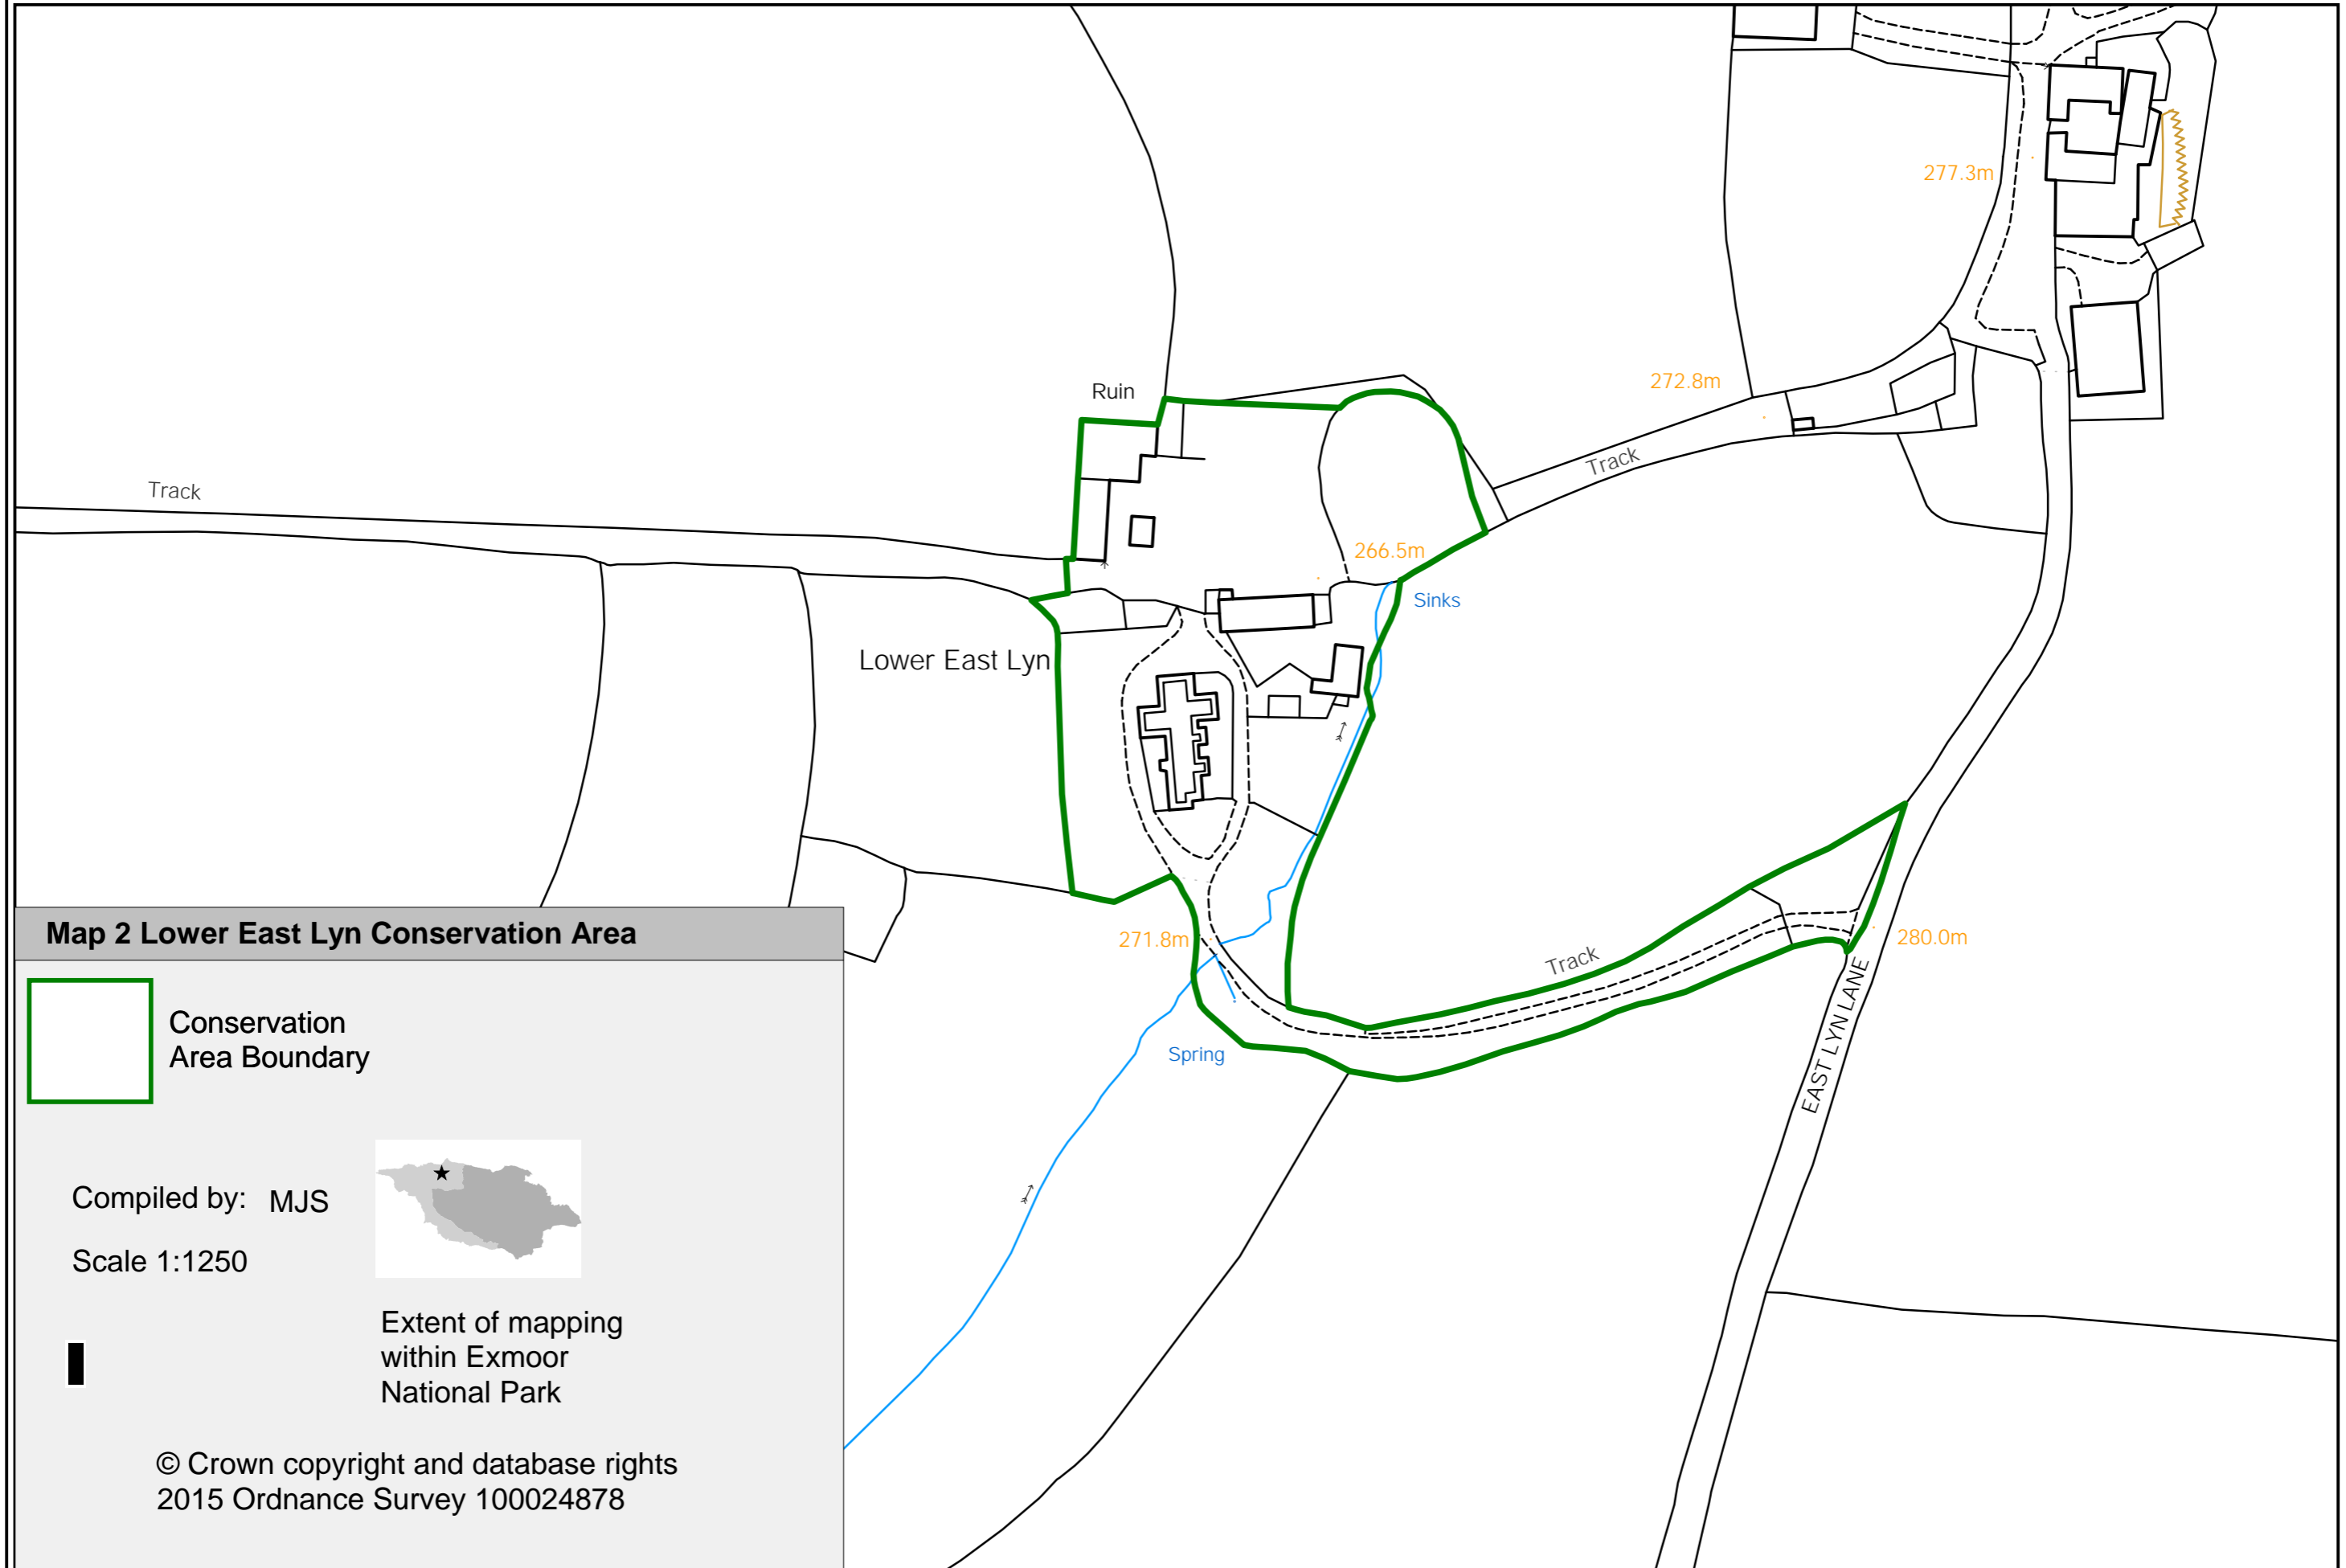 277.3m
272.8m
Ruin
Track
Track
266.5m
Sinks
Lower East Lyn
271.8m
280.0m
Track
EAST LYN LANE
Spring
Map 2 Lower East Lyn Conservation Area
Conservation
Area Boundary
Compiled by: MJS
Scale 1:1250
Extent of mapping
within Exmoor
National Park
© Crown copyright and database rights
2015 Ordnance Survey 100024878